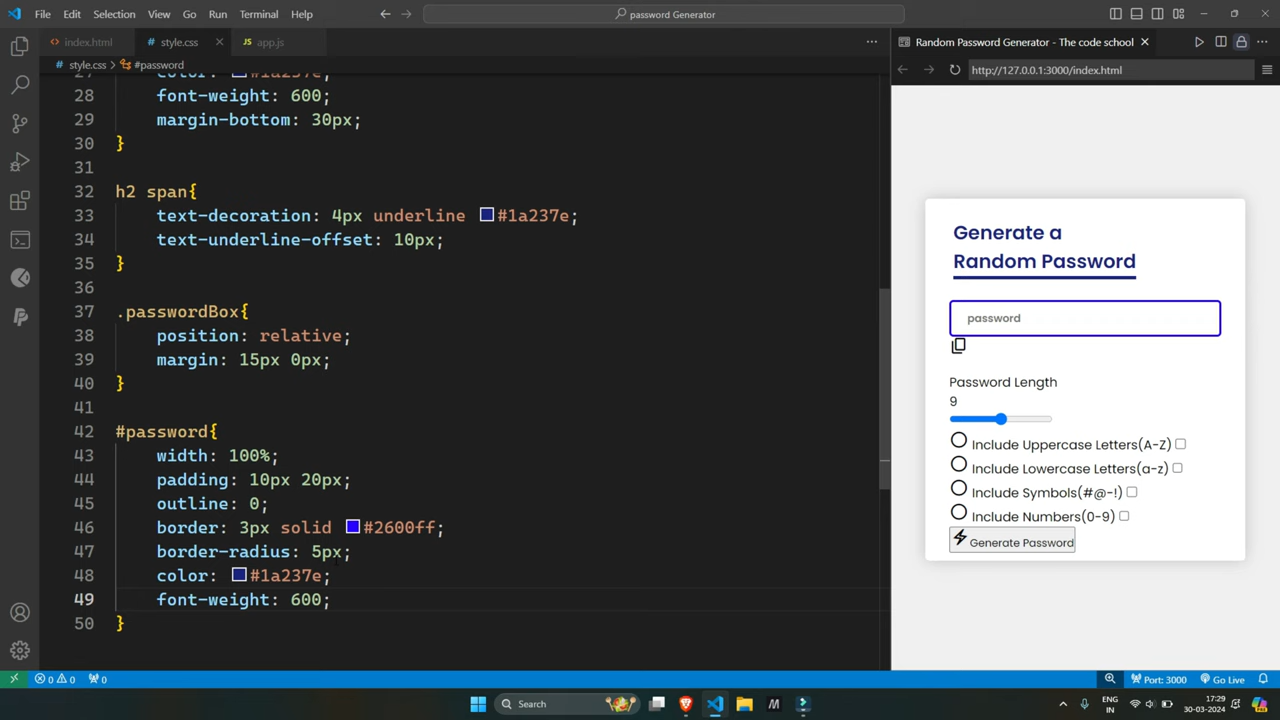 File Edit Selection View Go Run Terminal Help
password Generator
index.html
style.css
app.js
style.css > #password
27 color: #1a237e;
28 font-weight: 600;
29 margin-bottom: 30px;
30 }
31
32 h2 span{
33 text-decoration: 4px underline #1a237e;
34 text-underline-offset: 10px;
35 }
36
37 .passwordBox{
38 position: relative;
39 margin: 15px 0px;
40 }
41
42 #password{
43 width: 100%;
44 padding: 10px 20px;
45 outline: 0;
46 border: 3px solid #2600ff;
47 border-radius: 5px;
48 color: #1a237e;
49 font-weight: 600;
50 }
Random Password Generator - The code school
http://127.0.0.1:3000/index.html
Generate a
Random Password
password
Password Length
9
Include Uppercase Letters(A-Z)
Include Lowercase Letters(a-z)
Include Symbols(#@-!)
Include Numbers(0-9)
Generate Password
0 0 0
Port: 3000
Go Live
Search
M
ENG
IN
17:29
30-03-2024